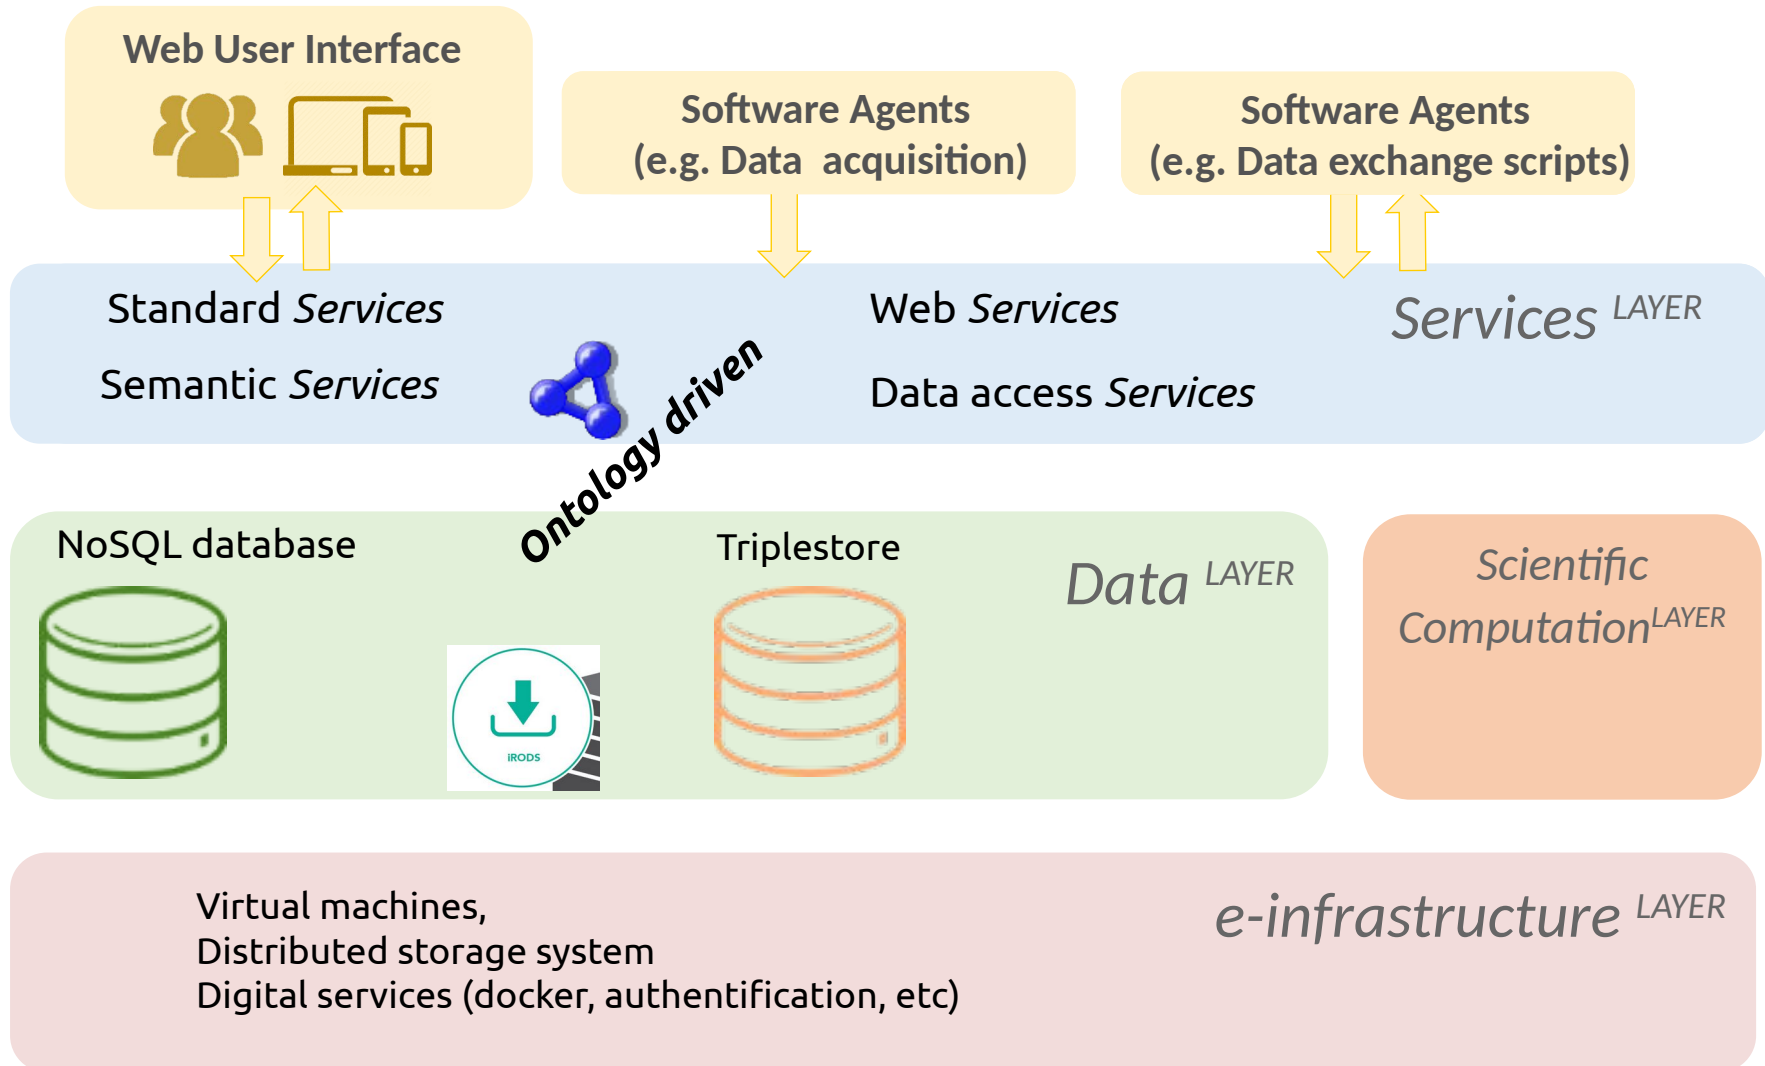 Web User Interface
Software Agents
(e.g. Data acquisition)
Software Agents
(e.g. Data exchange scripts)
Standard Services
Web Services
Services LAYER
Semantic Services
Data access Services
Ontology driven
NoSQL database
Triplestore
Data LAYER
Scientific
Computation LAYER
iRODS
Virtual machines,
Distributed storage system
Digital services (docker, authentification, etc)
e-infrastructure LAYER